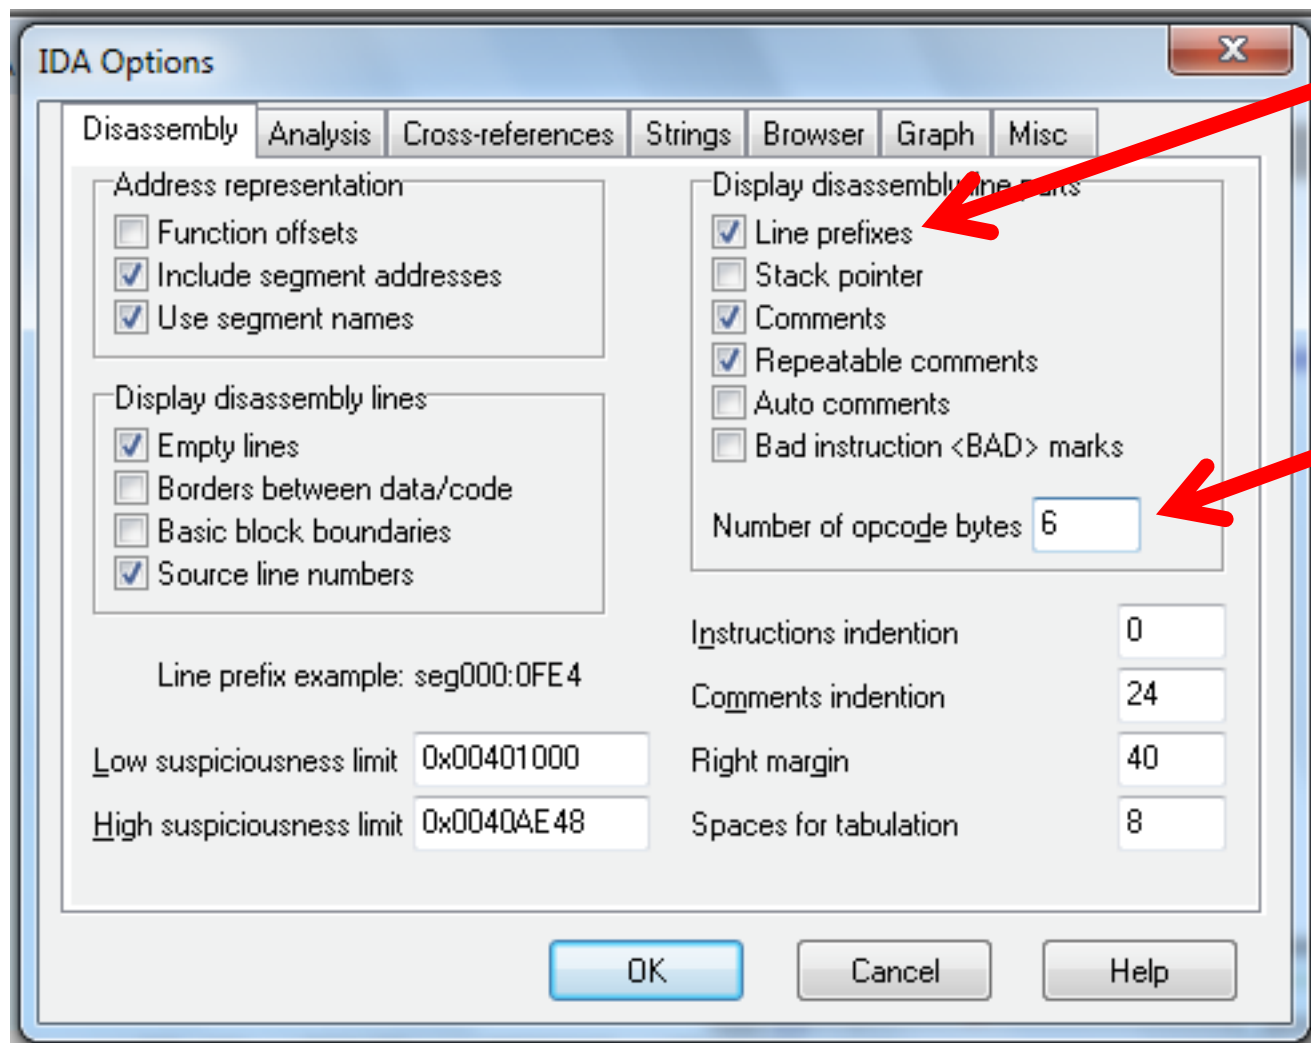 IDA Options
Disassembly
Analysis
Cross-references
Strings
Browser
Graph
Misc
Address representation
Function offsets
Include segment addresses
Use segment names
Display disassembly lines
Empty lines
Borders between data/code
Basic block boundaries
Source line numbers
Line prefix example: seg000:0FE4
Low suspiciousness limit 0x00401000
High suspiciousness limit 0x0040AE48
Display disassembly line parts
Line prefixes
Stack pointer
Comments
Repeatable comments
Auto comments
Bad instruction <BAD> marks
Number of opcode bytes 6
Instructions indention 0
Comments indention 24
Right margin 40
Spaces for tabulation 8
OK
Cancel
Help